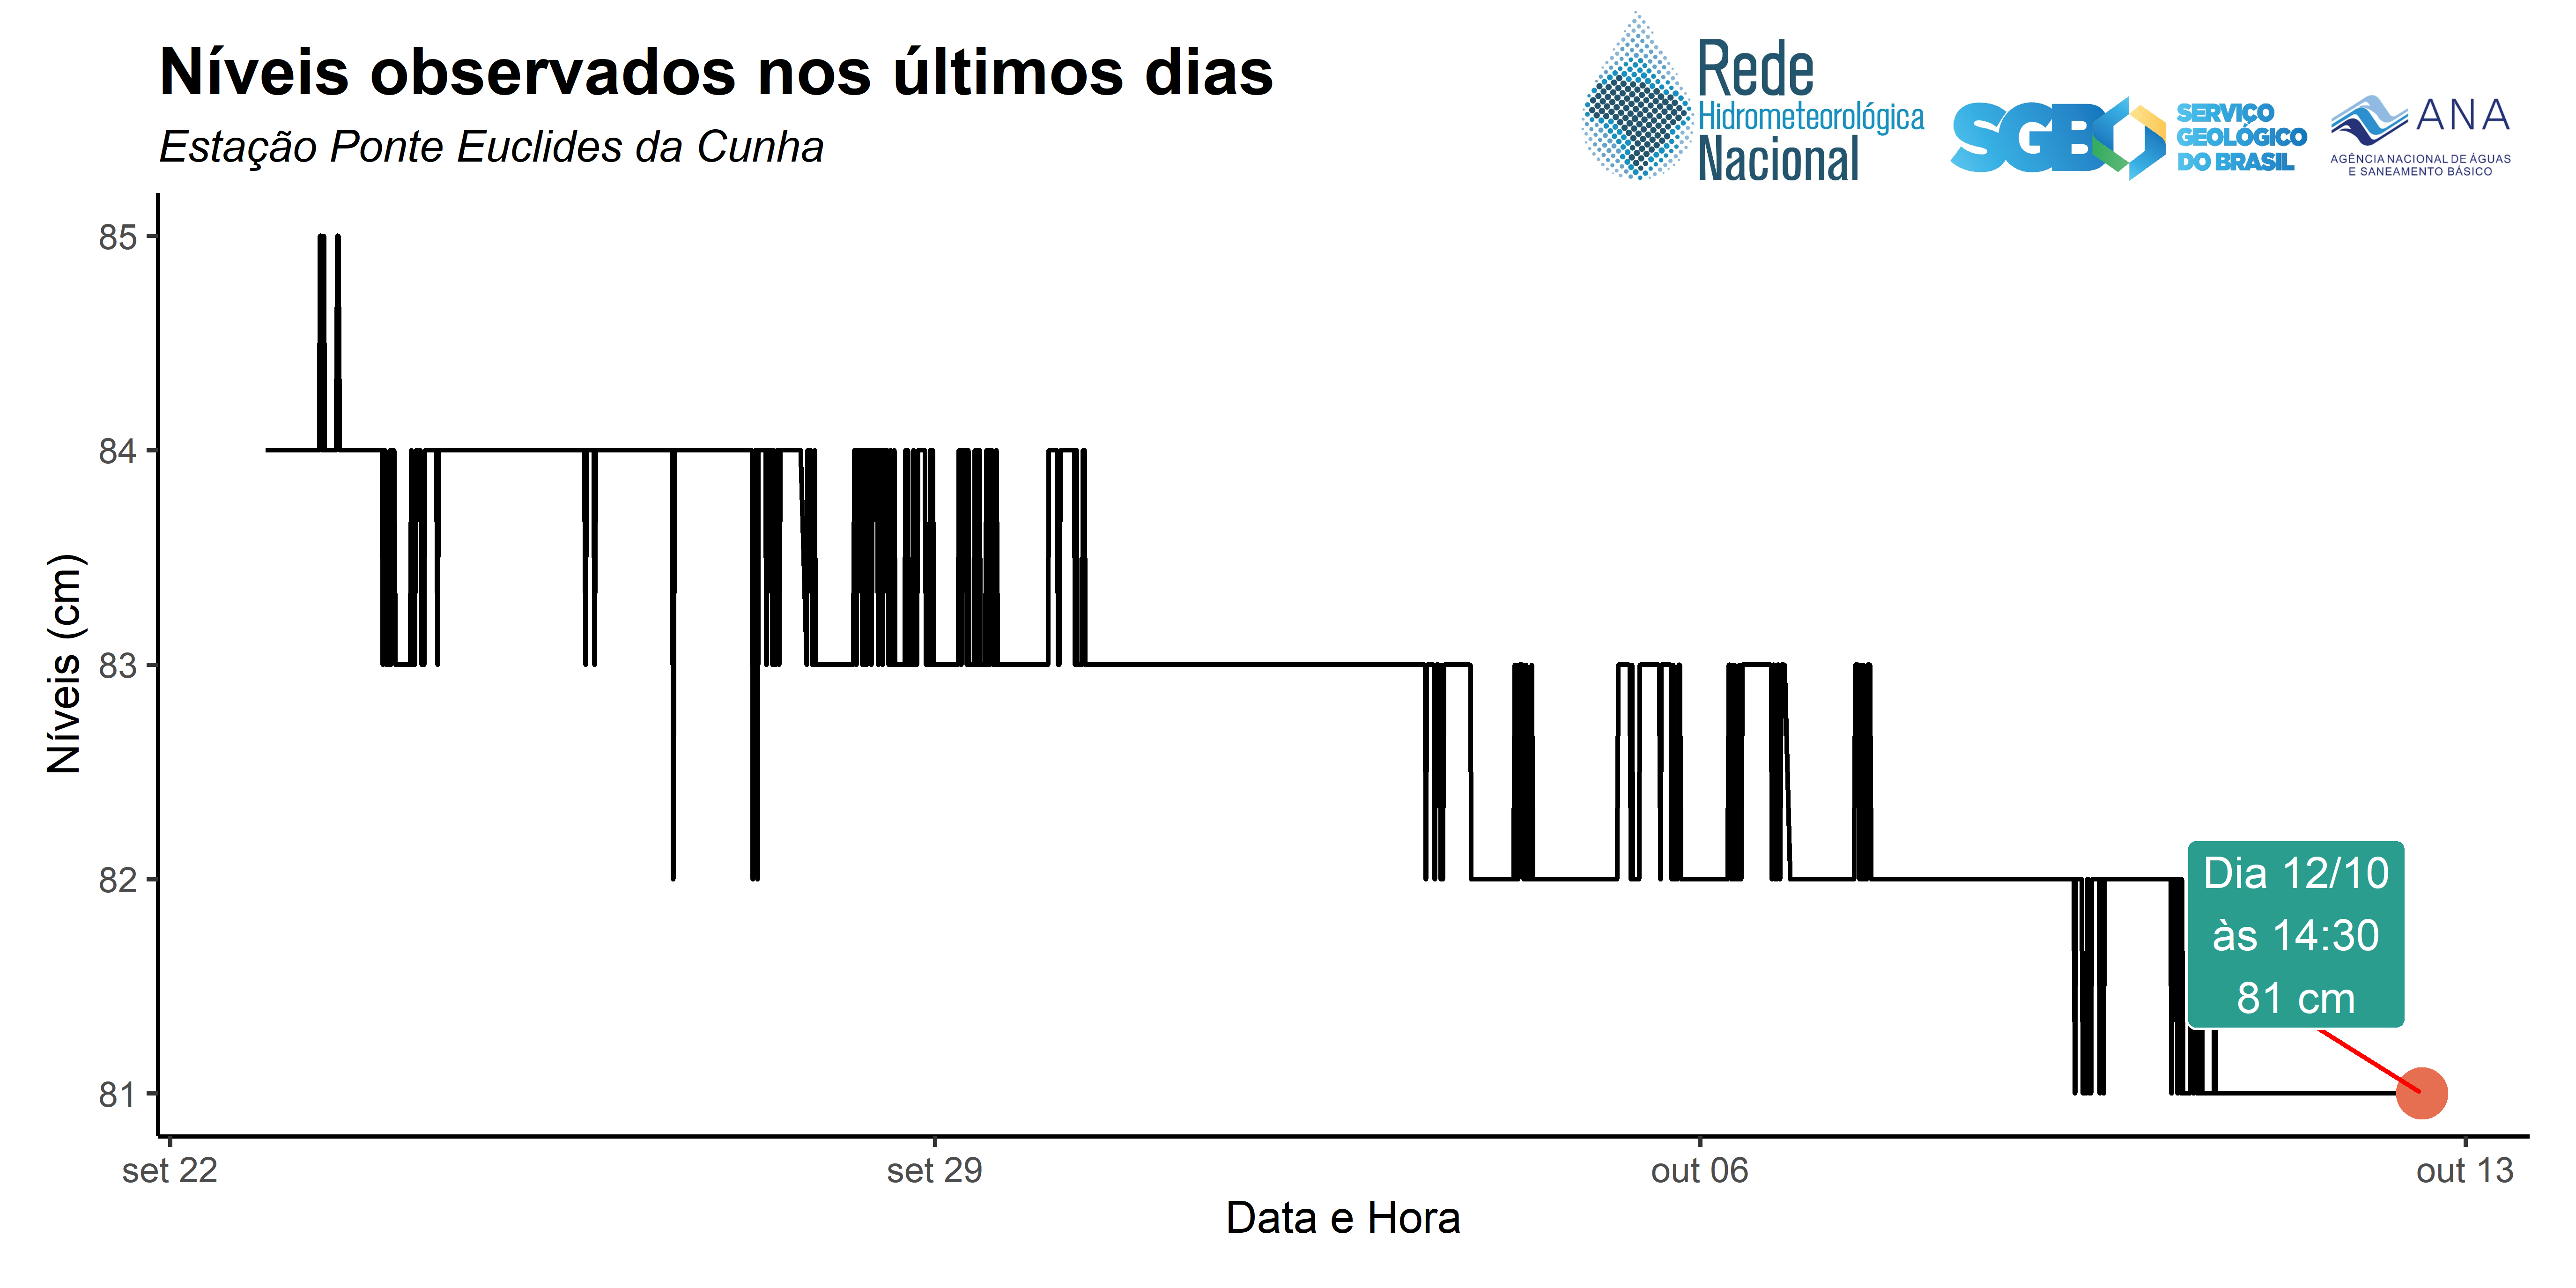 Níveis observados nos últimos dias
Estação Ponte Euclides da Cunha
Rede
Hidrometeorológica
Nacional
SGB
SERVIÇO
GEOLÓGICO
DO BRASIL
ANA
AGÊNCIA NACIONAL DE ÁGUAS
E SANEAMENTO BÁSICO
Níveis (cm)
85
84
83
82
81
Dia 12/10
às 14:30
81 cm
set 22
set 29
out 06
out 13
Data e Hora